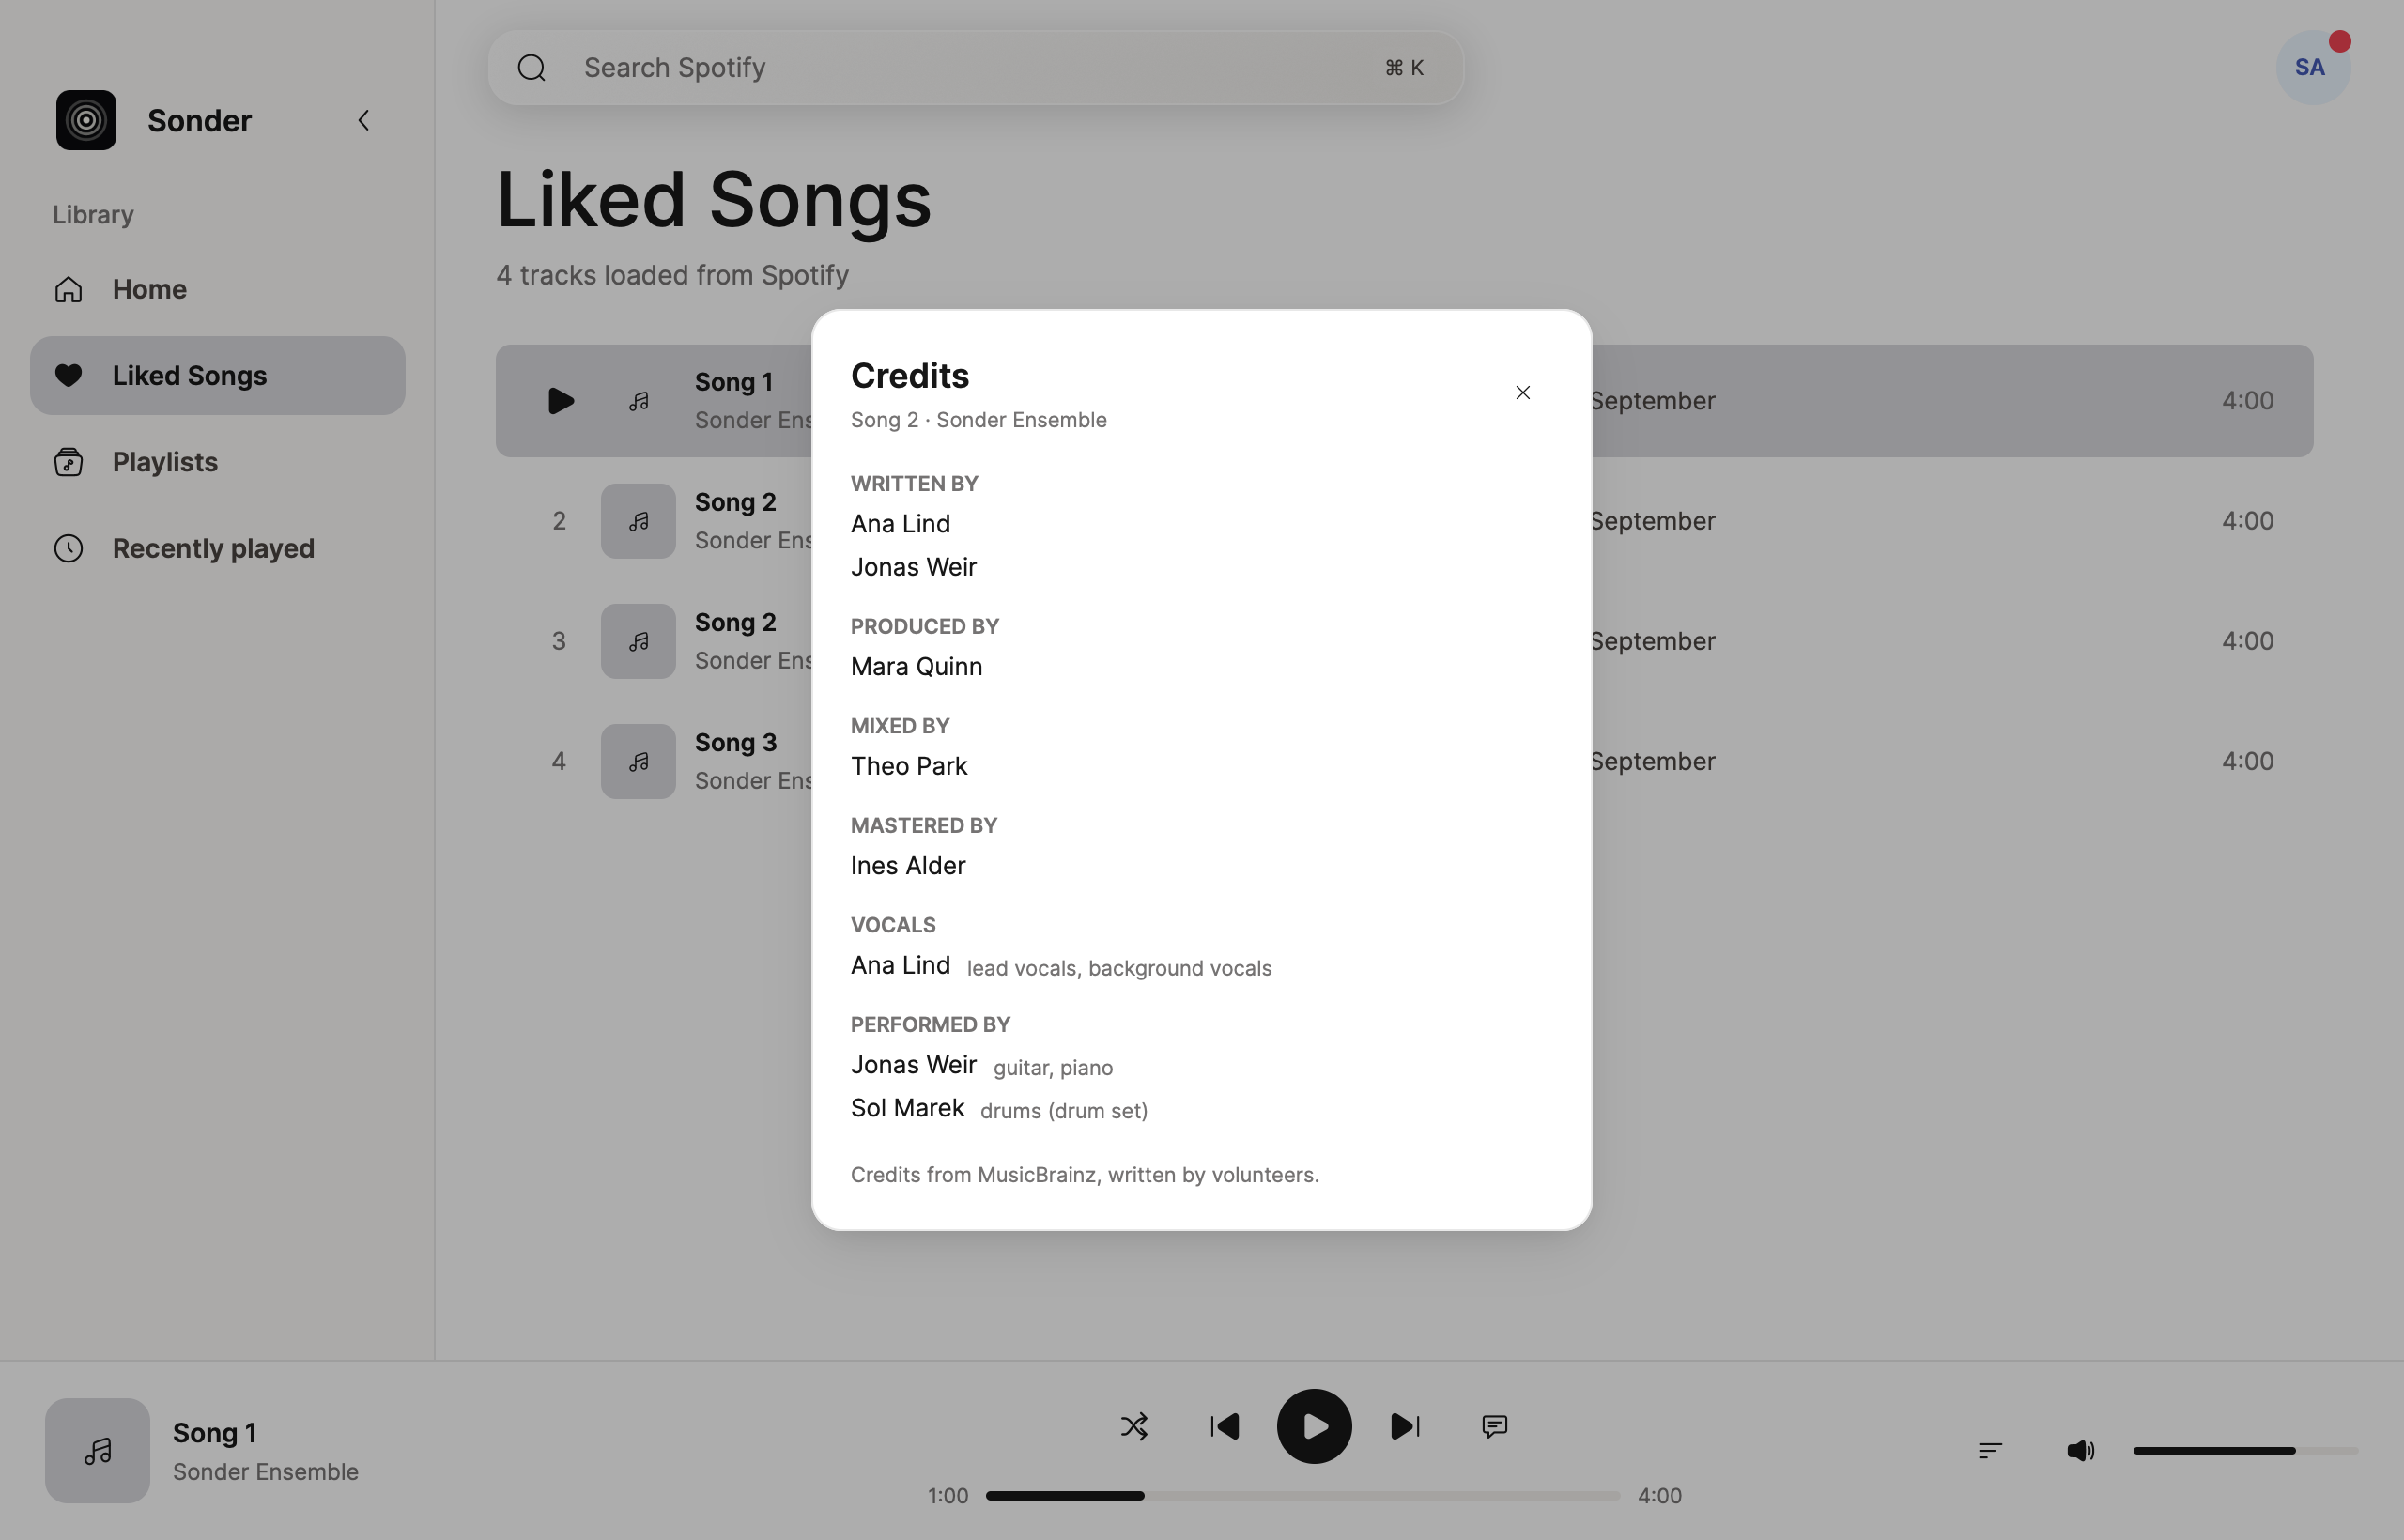 Sonder
Library
Home
Liked Songs
Playlists
Recently played
Search Spotify
⌘ K
SA
Liked Songs
4 tracks loaded from Spotify
Song 1
Sonder Ens
September
4:00
2
Song 2
Sonder Ens
September
4:00
3
Song 2
Sonder Ens
September
4:00
4
Song 3
Sonder Ens
September
4:00
Credits
Song 2 · Sonder Ensemble
WRITTEN BY
Ana Lind
Jonas Weir
PRODUCED BY
Mara Quinn
MIXED BY
Theo Park
MASTERED BY
Ines Alder
VOCALS
Ana Lind lead vocals, background vocals
PERFORMED BY
Jonas Weir guitar, piano
Sol Marek drums (drum set)
Credits from MusicBrainz, written by volunteers.
Song 1
Sonder Ensemble
1:00
4:00